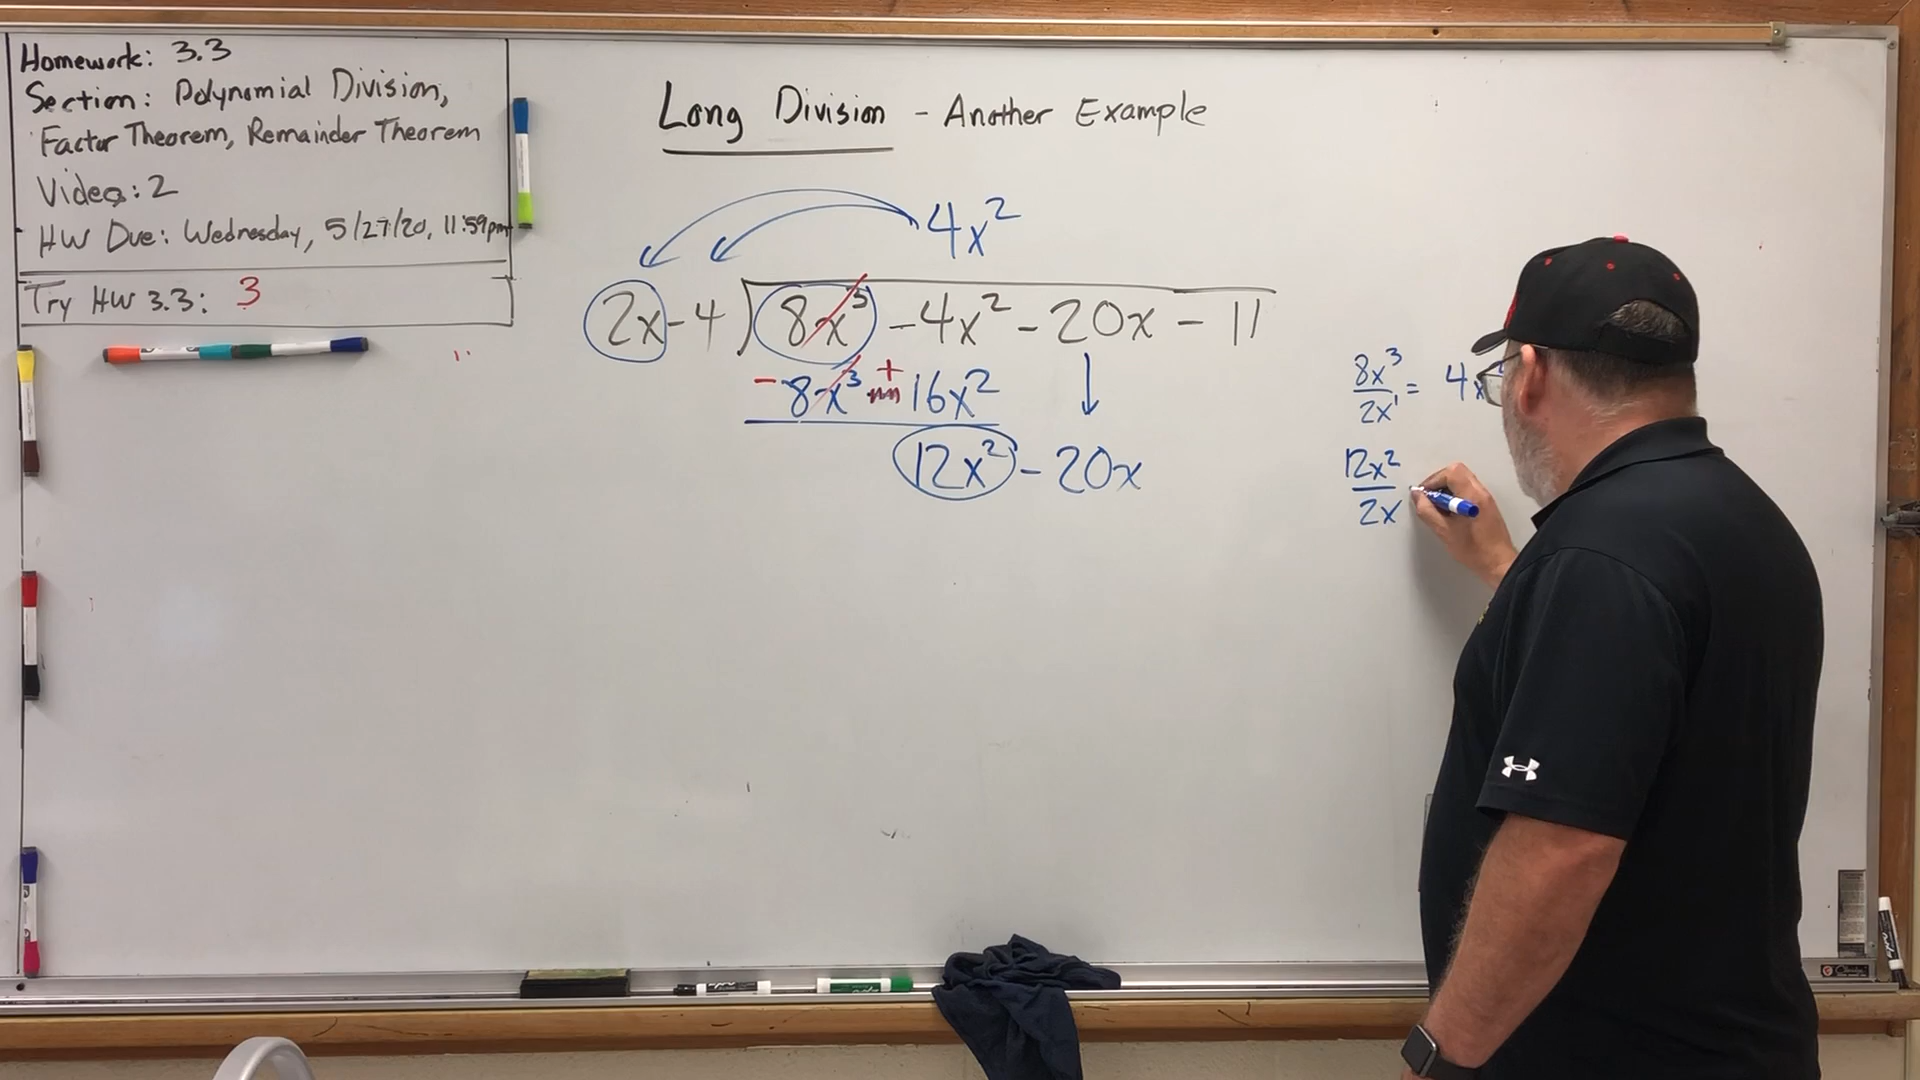 Homework: 3.3
Section: Polynomial Division,
Factor Theorem, Remainder Theorem
Video: 2
HW Due: Wednesday, 5/27/20, 11:59pm
Try HW 3.3: 3
Long Division - Another Example
4x²
2x-4)8x³-4x²-20x-11
-8x³+16x²
12x²-20x
8x³/2x¹= 4x
12x²/2x